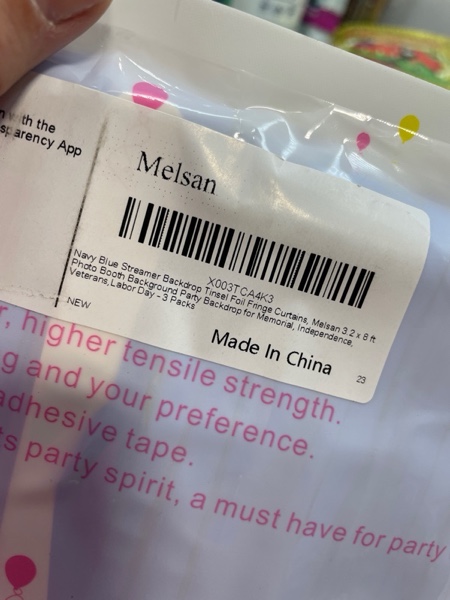 with the
sparency App
Melsan
X003TCA4K3
Navy Blue Streamer Backdrop Tinsel Foil Fringe Curtains, Melsan 3.2 x 8 ft
Photo Booth Background Party Backdrop for Memorial, Independence,
Veterans,Labor Day - 3 Packs
NEW
Made In China
23
r, higher tensile strength.
g and your preference.
adhesive tape.
ts party spirit, a must have for party